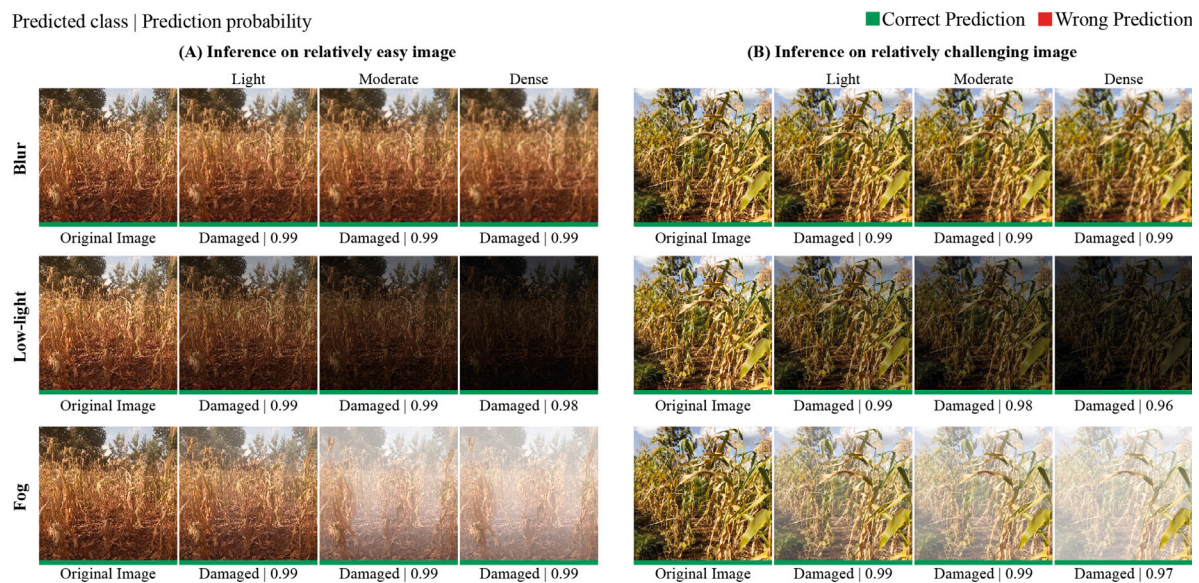 Predicted class | Prediction probability
Correct Prediction Wrong Prediction
(A) Inference on relatively easy image
(B) Inference on relatively challenging image
Light Moderate Dense
Light Moderate Dense
Blur
Original Image Damaged | 0.99 Damaged | 0.99 Damaged | 0.99
Original Image Damaged | 0.99 Damaged | 0.96 Damaged | 0.99
Low-light
Original Image Damaged | 0.99 Damaged | 0.99 Damaged | 0.98
Original Image Damaged | 0.99 Damaged | 0.98 Damaged | 0.96
Fog
Original Image Damaged | 0.99 Damaged | 0.99 Damaged | 0.98
Original Image Damaged | 0.99 Damaged | 0.99 Damaged | 0.97